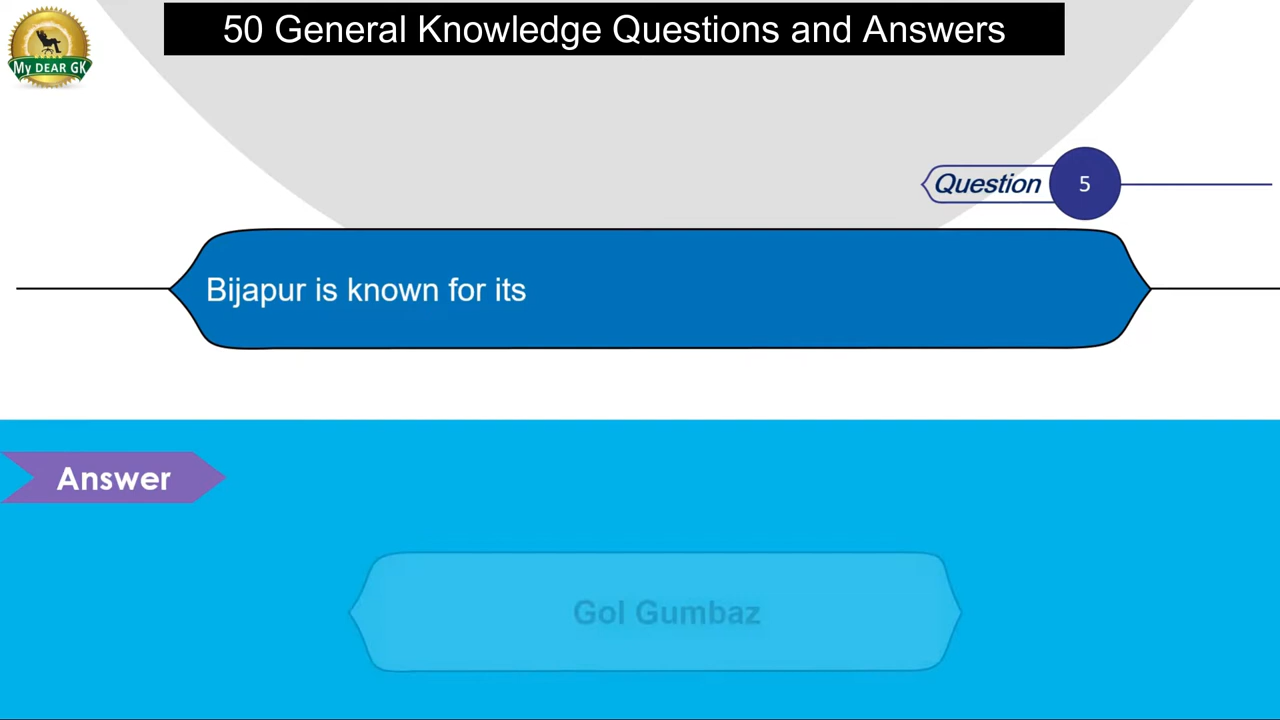 50 General Knowledge Questions and Answers
My DEAR GK
Question 5
Bijapur is known for its
Answer
Gol Gumbaz